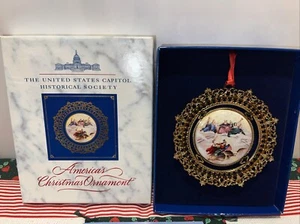 THE UNITED STATES CAPITOL
HISTORICAL SOCIETY
America's
Christmas Ornament